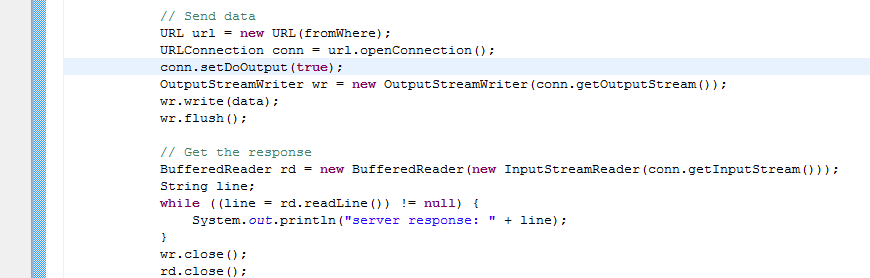 // Send data
URL url = new URL(fromWhere);
URLConnection conn = url.openConnection();
conn.setDoOutput(true);
OutputStreamWriter wr = new OutputStreamWriter(conn.getOutputStream());
wr.write(data);
wr.flush();
// Get the response
BufferedReader rd = new BufferedReader(new InputStreamReader(conn.getInputStream()));
String line;
while ((line = rd.readLine()) != null) {
System.out.println("server response: " + line);
}
wr.close();
rd.close();